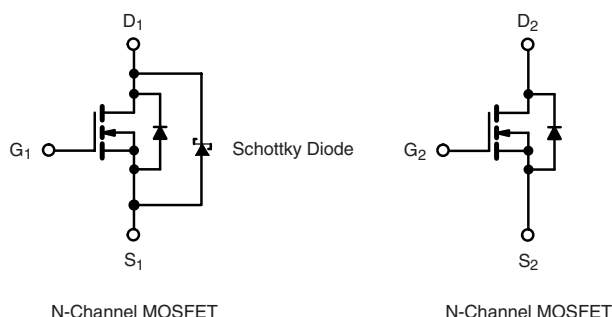 D1
D2
G1
Schottky Diode
G2
S1
S2
N-Channel MOSFET
N-Channel MOSFET